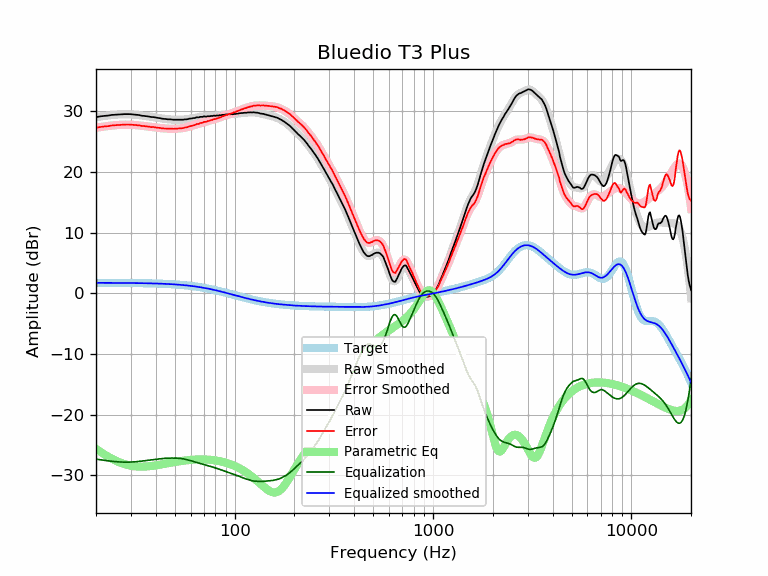 Bluedio T3 Plus
Amplitude (dBr)
30
20
10
0
−10
−20
−30
Target
Raw Smoothed
Error Smoothed
Raw
Error
Parametric Eq
Equalization
Equalized smoothed
100
1000
10000
Frequency (Hz)